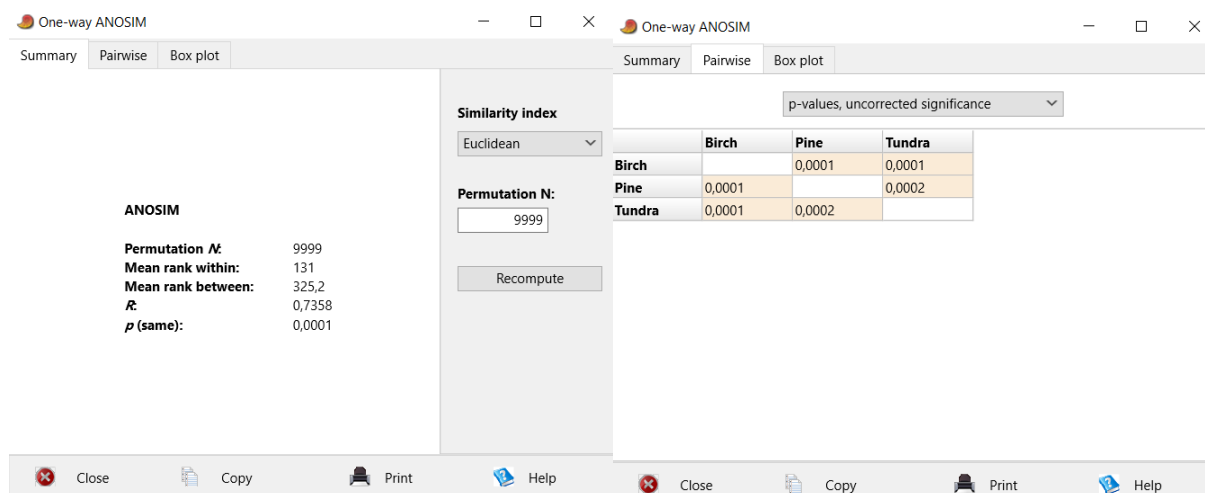 One-way ANOSIM
Summary Pairwise Box plot
Similarity index
Euclidean
Permutation N:
9999
Recompute
ANOSIM
Permutation N: 9999
Mean rank within: 131
Mean rank between: 325,2
R: 0,7358
p (same): 0,0001
Close Copy Print Help
One-way ANOSIM
Summary Pairwise Box plot
p-values, uncorrected significance
Birch Pine Tundra
Birch 0,0001 0,0001
Pine 0,0001 0,0002
Tundra 0,0001 0,0002
Close Copy Print Help